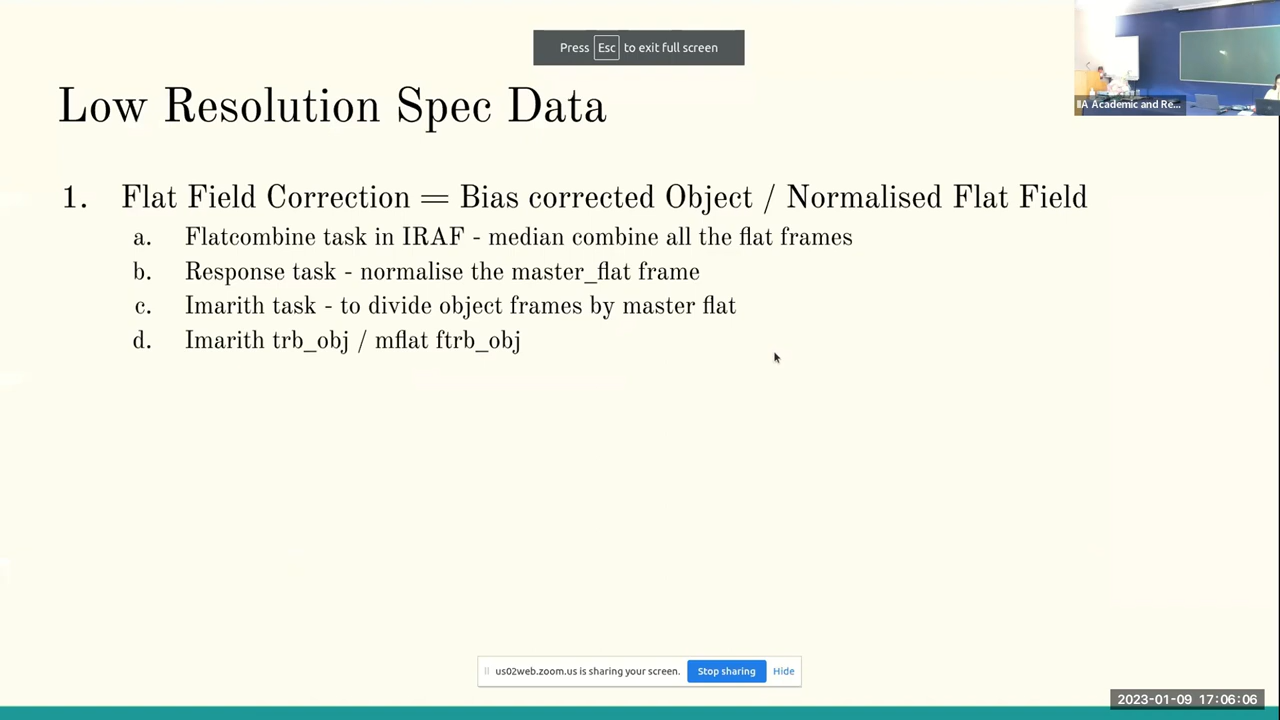 Press Esc to exit full screen
IIA Academic and Re...
Low Resolution Spec Data
1. Flat Field Correction = Bias corrected Object / Normalised Flat Field
a. Flatcombine task in IRAF - median combine all the flat frames
b. Response task - normalise the master_flat frame
c. Imarith task - to divide object frames by master flat
d. Imarith trb_obj / mflat ftrb_obj
us02web.zoom.us is sharing your screen. Stop sharing Hide
2023-01-09 17:06:06